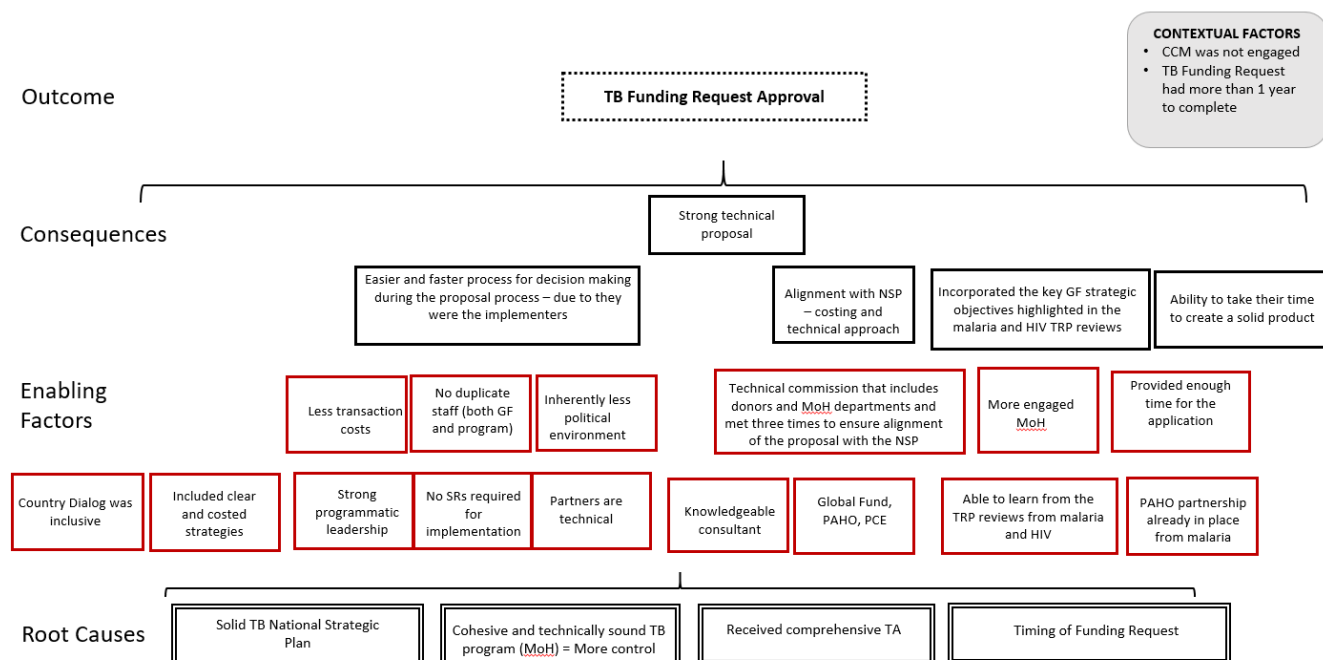 CONTEXTUAL FACTORS
• CCM was not engaged
• TB Funding Request
had more than 1 year
to complete
Outcome
TB Funding Request Approval
Consequences
Strong technical
proposal
Easier and faster process for decision making
during the proposal process – due to they
were the implementers
Alignment with NSP
– costing and
technical approach
Incorporated the key GF strategic
objectives highlighted in the
malaria and HIV TRP reviews
Ability to take their time
to create a solid product
Enabling
Factors
Less transaction
costs
No duplicate
staff (both GF
and program)
Inherently less
political
environment
Technical commission that includes
donors and MoH departments and
met three times to ensure alignment
of the proposal with the NSP
More engaged
MoH
Provided enough
time for the
application
Country Dialog was
inclusive
Included clear
and costed
strategies
Strong
programmatic
leadership
No SRs required
for
implementation
Partners are
technical
Knowledgeable
consultant
Global Fund,
PAHO, PCE
Able to learn from the
TRP reviews from malaria
and HIV
PAHO partnership
already in place
from malaria
Root Causes
Solid TB National Strategic
Plan
Cohesive and technically sound TB
program (MoH) = More control
Received comprehensive TA
Timing of Funding Request